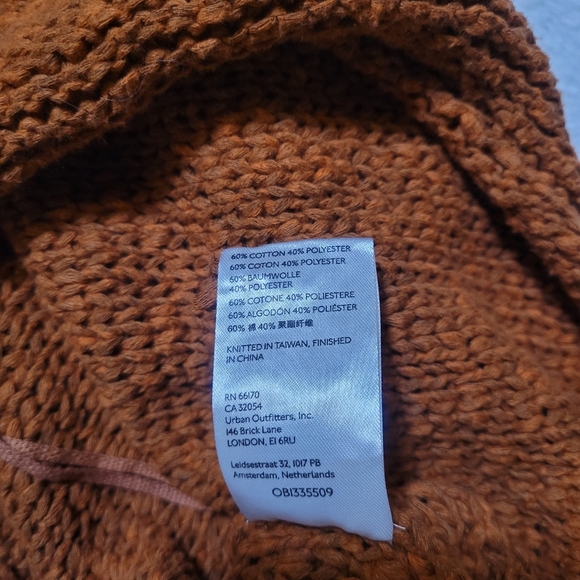 60% COTTON 40% POLYESTER
60% COTON 40% POLYESTER
60% BAUMWOLLE
40% POLYESTER
60% COTONE 40% POLIESTERE
60% ALGODÓN 40% POLIÉSTER
60% 棉 40% 聚酯纤维
KNITTED IN TAIWAN, FINISHED
IN CHINA
RN 66170
CA 32054
Urban Outfitters, Inc.
146 Brick Lane
LONDON, E1 6RU
Leidsestraat 32, 1017 PB
Amsterdam, Netherlands
OB1335509